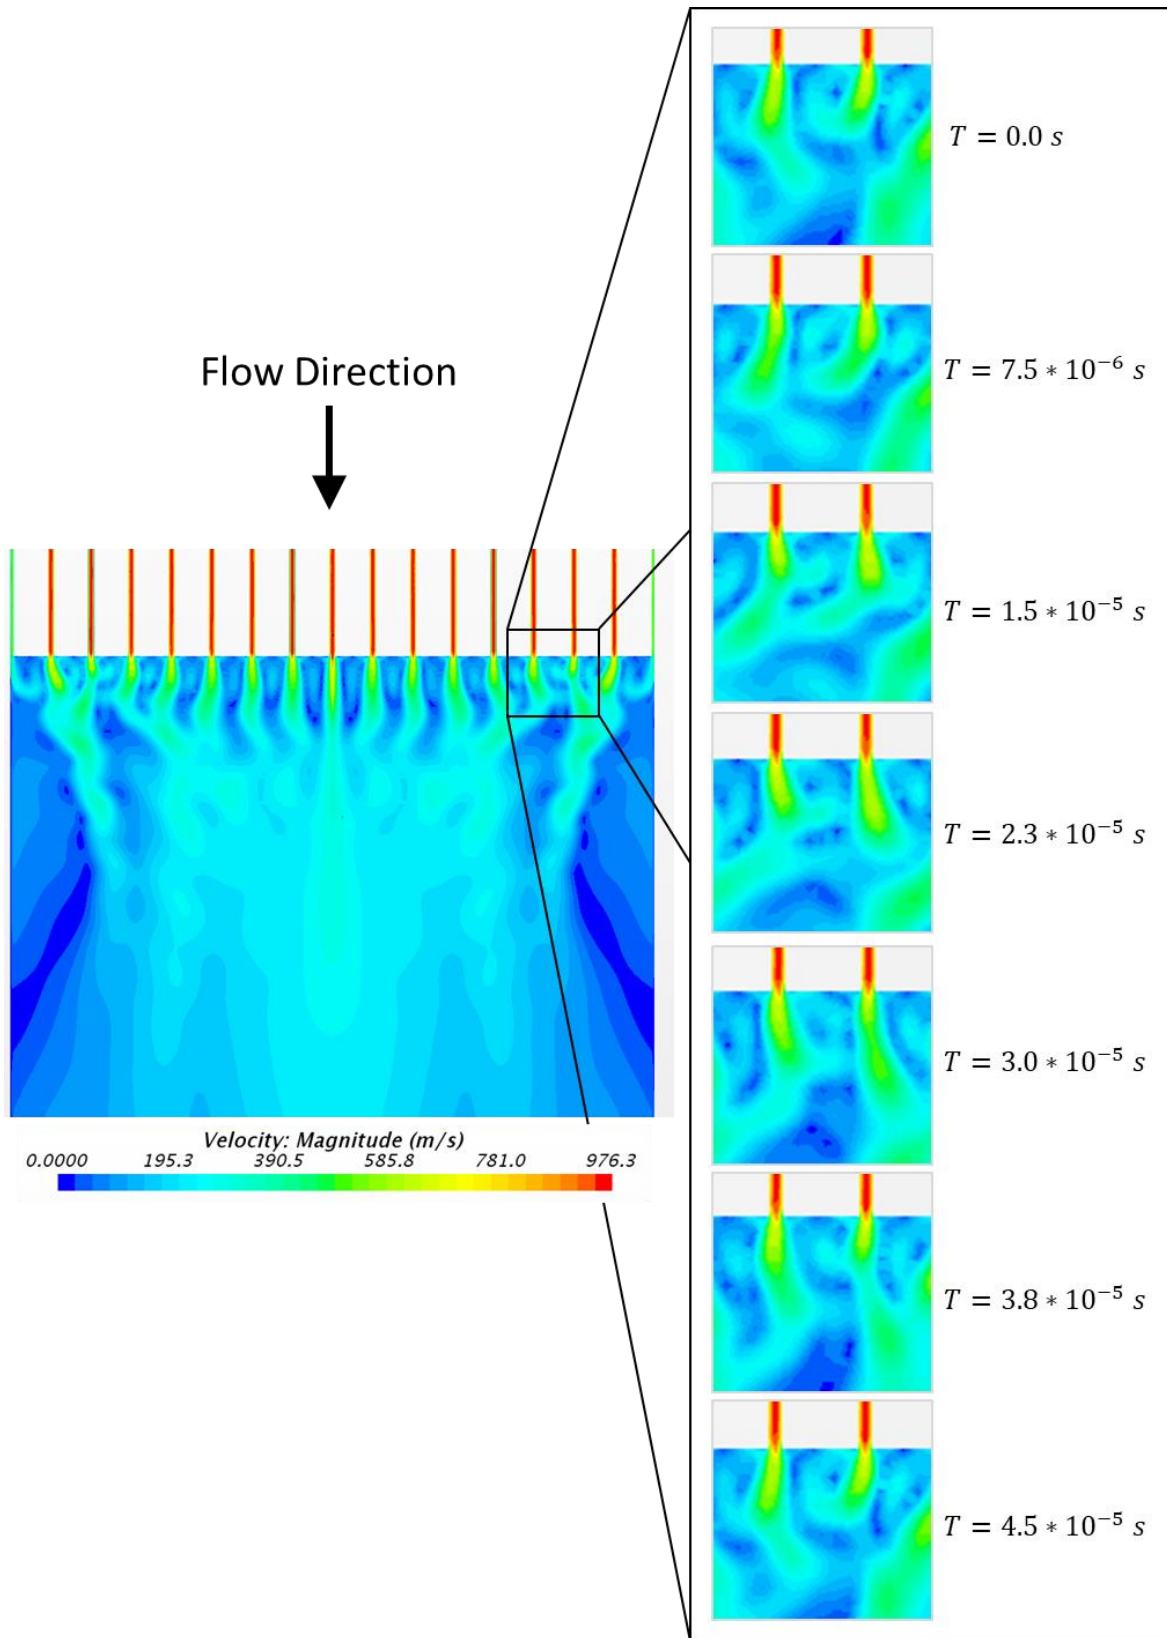 T = 0.0 s
T = 7.5 * 10⁻⁶ s
Flow Direction
T = 1.5 * 10⁻⁵ s
T = 2.3 * 10⁻⁵ s
T = 3.0 * 10⁻⁵ s
Velocity: Magnitude (m/s)
0.0000 195.3 390.5 585.8 781.0 976.3
T = 3.8 * 10⁻⁵ s
T = 4.5 * 10⁻⁵ s